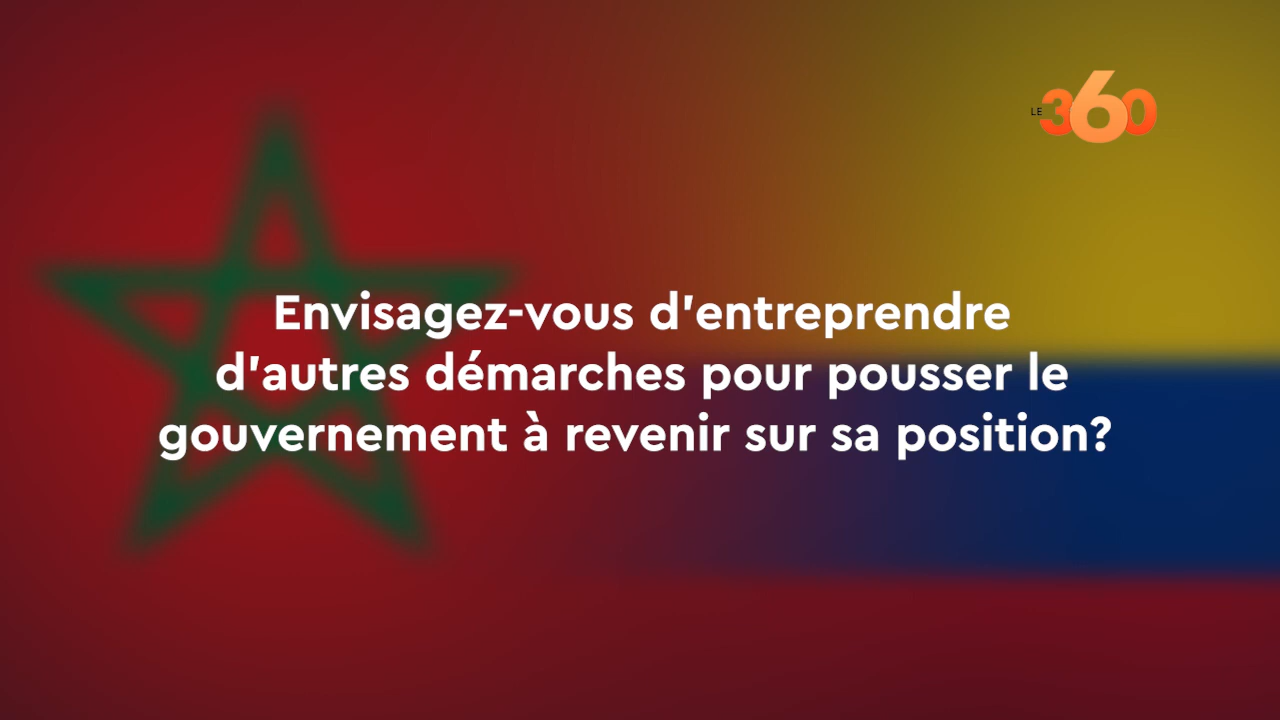 LE 360
Envisagez-vous d'entreprendre
d'autres démarches pour pousser le
gouvernement à revenir sur sa position?